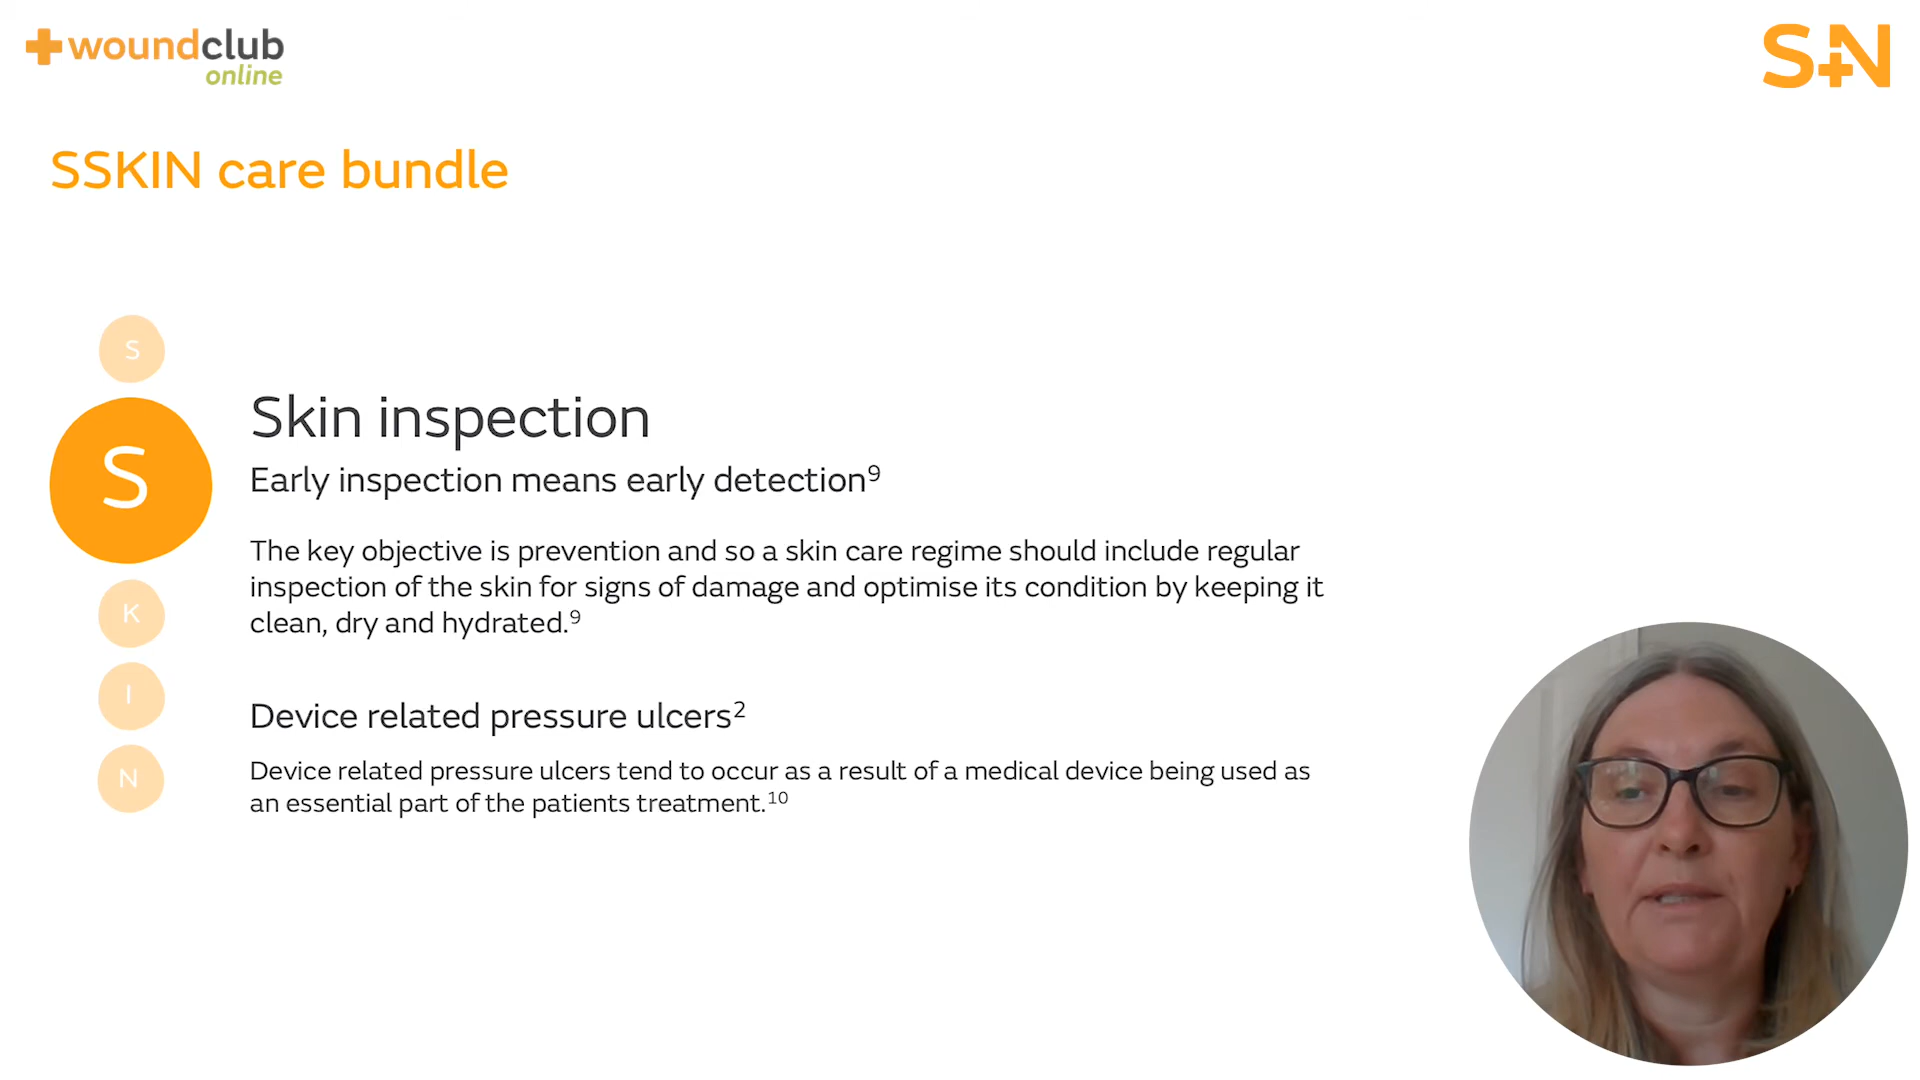 woundclub
online
S+N
SSKIN care bundle
S
S
Skin inspection
Early inspection means early detection⁹
The key objective is prevention and so a skin care regime should include regular
inspection of the skin for signs of damage and optimise its condition by keeping it
clean, dry and hydrated.⁹
K
I
Device related pressure ulcers²
N
Device related pressure ulcers tend to occur as a result of a medical device being used as
an essential part of the patients treatment.¹⁰